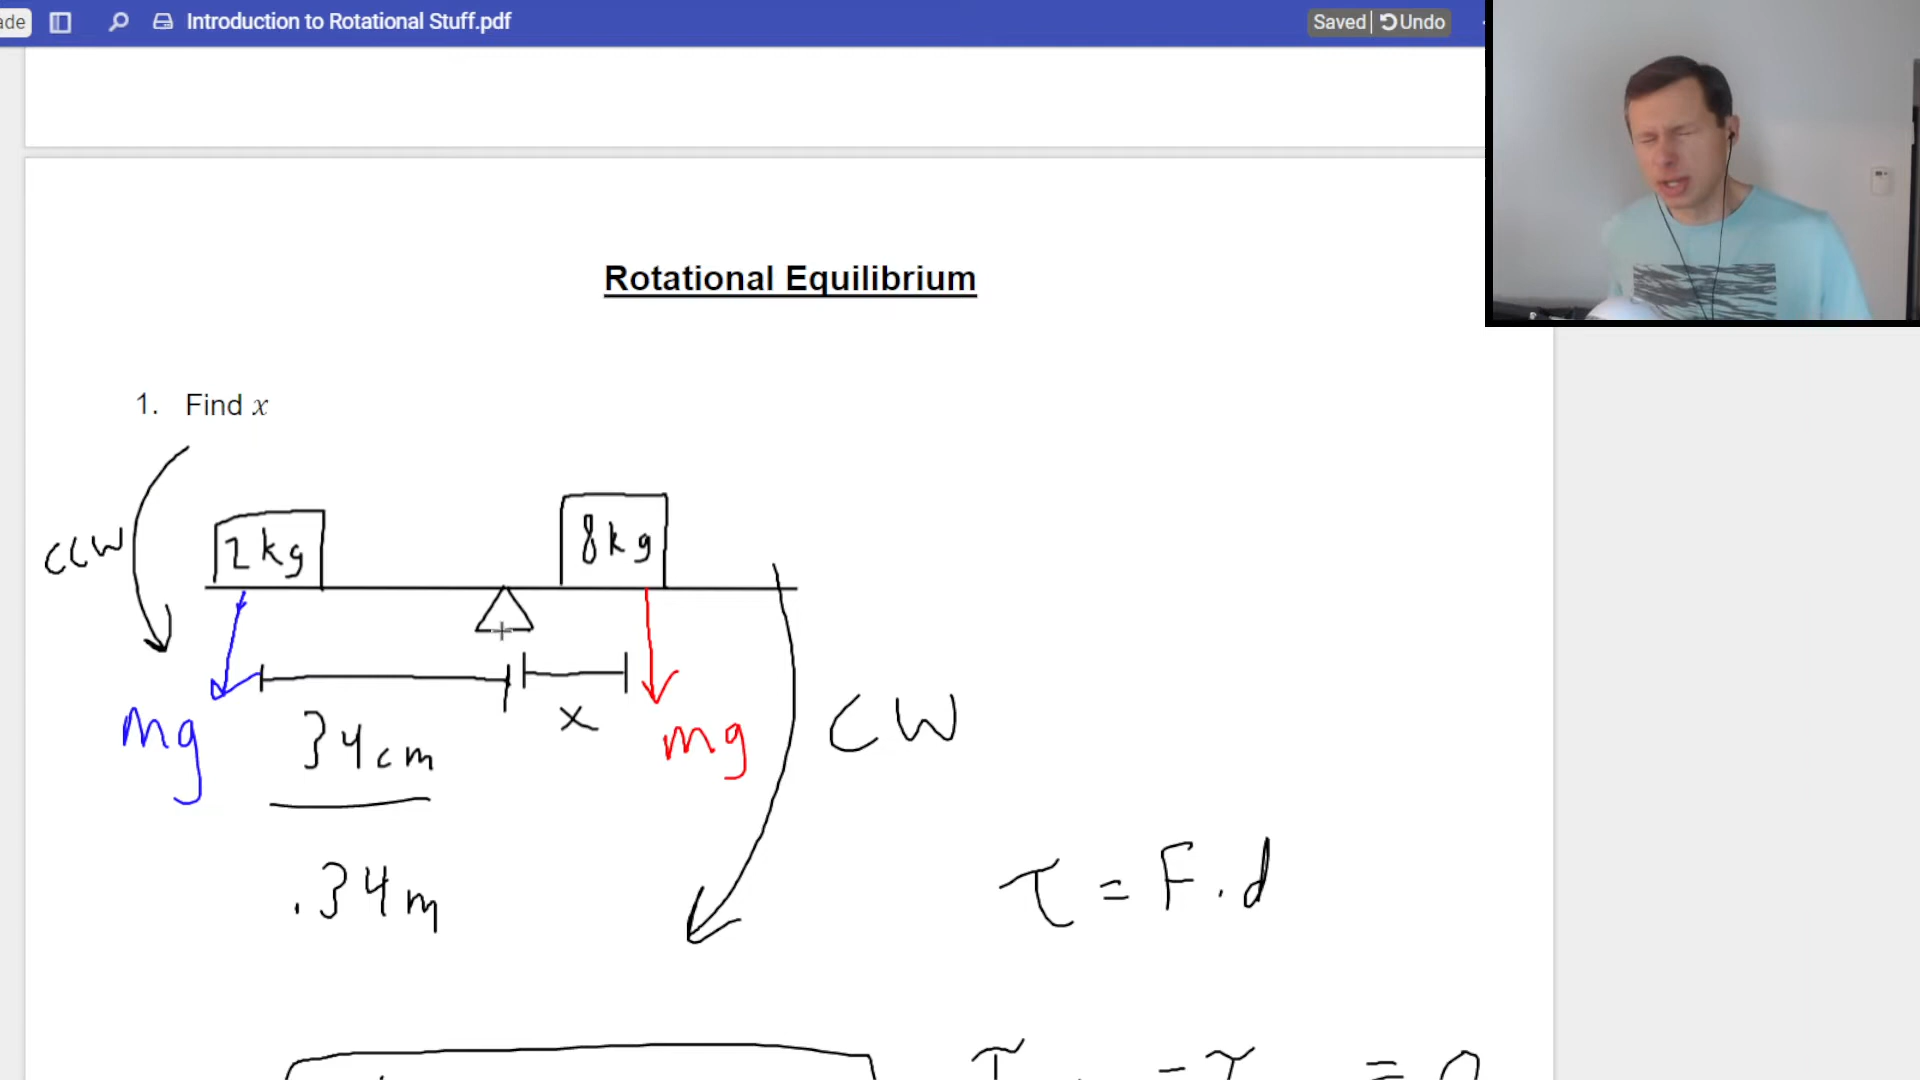 ade Introduction to Rotational Stuff.pdf Saved Undo
Rotational Equilibrium
1. Find x
CCW 2kg 8kg
mg 34cm x mg CW
.34m
τ = F · d